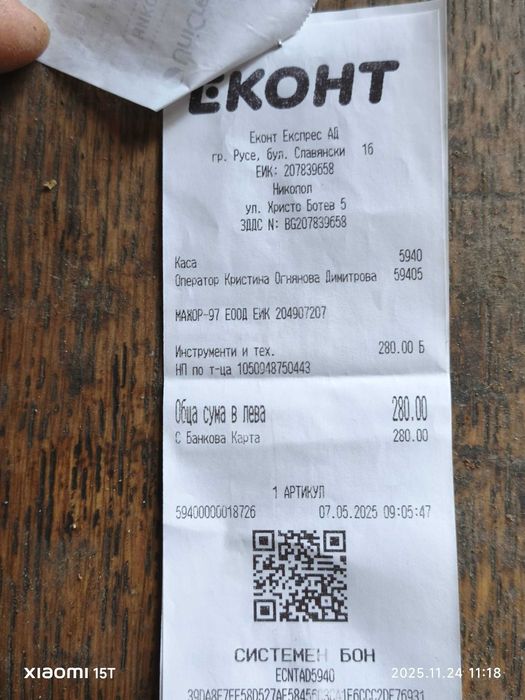 ЕКОНТ
Еконт Експрес АД
гр. Русе, бул. Славянски 16
ЕИК: 207839658
Никопол
ул. Христо Ботев 5
ЗДДС N: BG207839658
Каса 5940
Оператор Кристина Огнянова Димитрова 59405
МАЖОР-97 ЕООД ЕИК 204907207
Инструменти и тех. 280.00 Б
НП по т-ца 1050048750443
Обща сума в лева 280.00
С Банкова Карта 280.00
1 АРТИКУЛ
59400000018726 07.05.2025 09:05:47
СИСТЕМЕН БОН
ECNTAD5940
XIAOMI 15T
2025.11.24 11:18